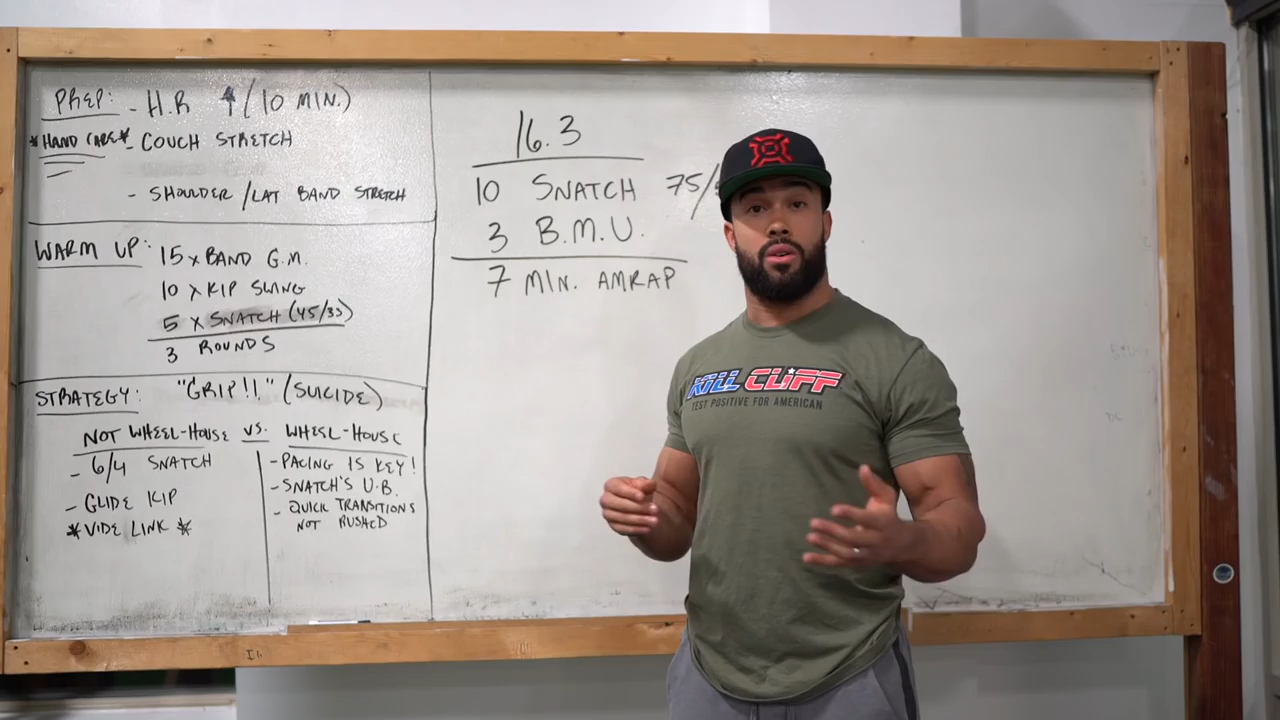 PREP: - H.R ↑ (10 MIN.)
*HAND CARE* - COUCH STRETCH
- SHOULDER / LAT BAND STRETCH
WARM UP: 15 x BAND G.M.
10 x KIP SWING
5 x SNATCH (45/35)
3 ROUNDS
STRATEGY: "GRIP!!" (SUICIDE)
NOT WHEEL-HOUSE VS. WHEEL-HOUSE
- 6/4 SNATCH
- GLIDE KIP
*VIDE LINK*
- PACING IS KEY!
- SNATCH'S U.B.
- QUICK TRANSITIONS
NOT RUSHED
16.3
10 SNATCH 75/
3 B.M.U.
7 MIN. AMRAP
KILL CLIFF
TEST POSITIVE FOR AMERICAN